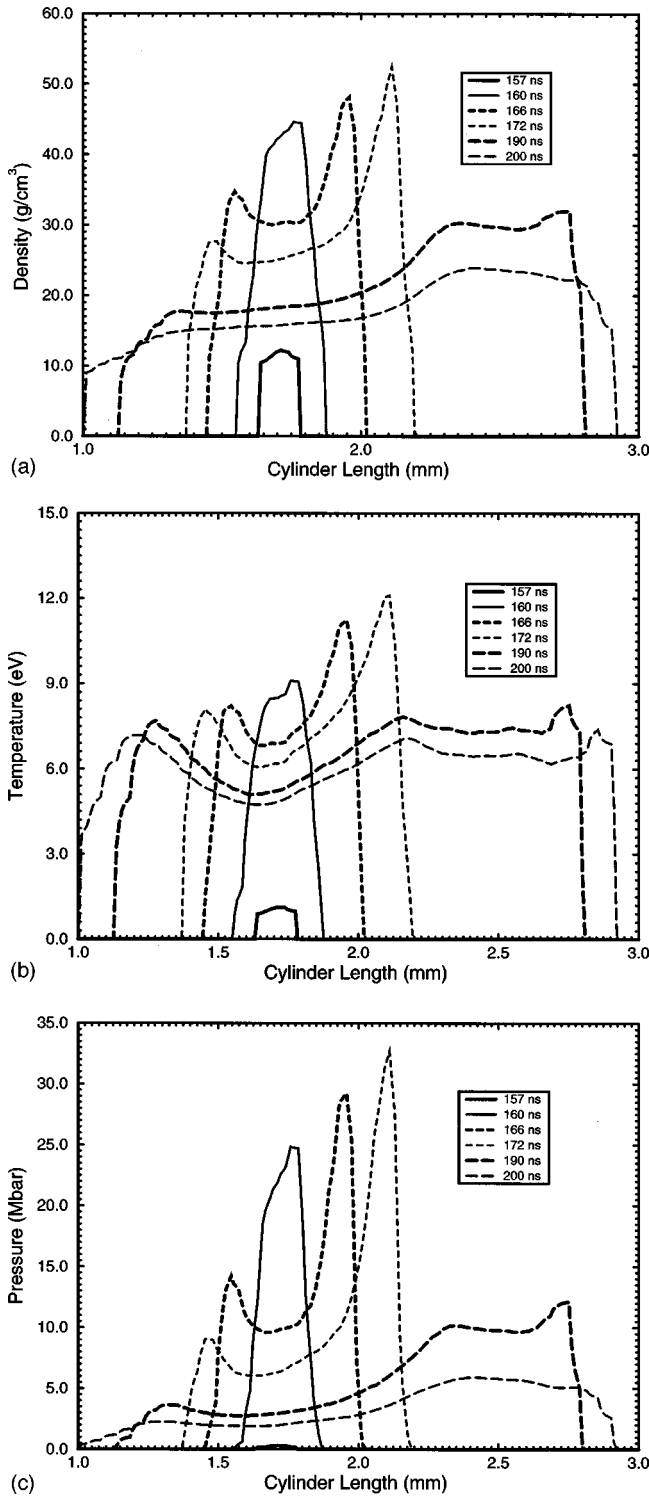 60.0
50.0
40.0
30.0
20.0
10.0
0.0
Density (g/cm³)
157 ns
160 ns
166 ns
172 ns
190 ns
200 ns
1.0 2.0 3.0
Cylinder Length (mm)
(a)
15.0
12.0
9.0
6.0
3.0
0.0
Temperature (eV)
157 ns
160 ns
166 ns
172 ns
190 ns
200 ns
1.0 1.5 2.0 2.5 3.0
Cylinder Length (mm)
(b)
35.0
30.0
25.0
20.0
15.0
10.0
5.0
0.0
Pressure (Mbar)
157 ns
160 ns
166 ns
172 ns
190 ns
200 ns
1.0 1.5 2.0 2.5 3.0
Cylinder Length (mm)
(c)